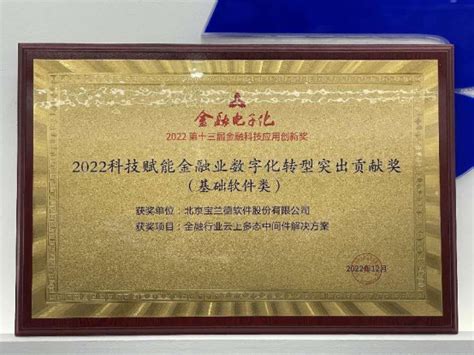 金融电子化
2022 第十三届金融科技应用创新奖
2022科技赋能金融业数字化转型突出贡献奖
（基础软件类）
获奖单位：北京宝兰德软件股份有限公司
获奖项目：金融行业云上多态中间件解决方案
2022年12月